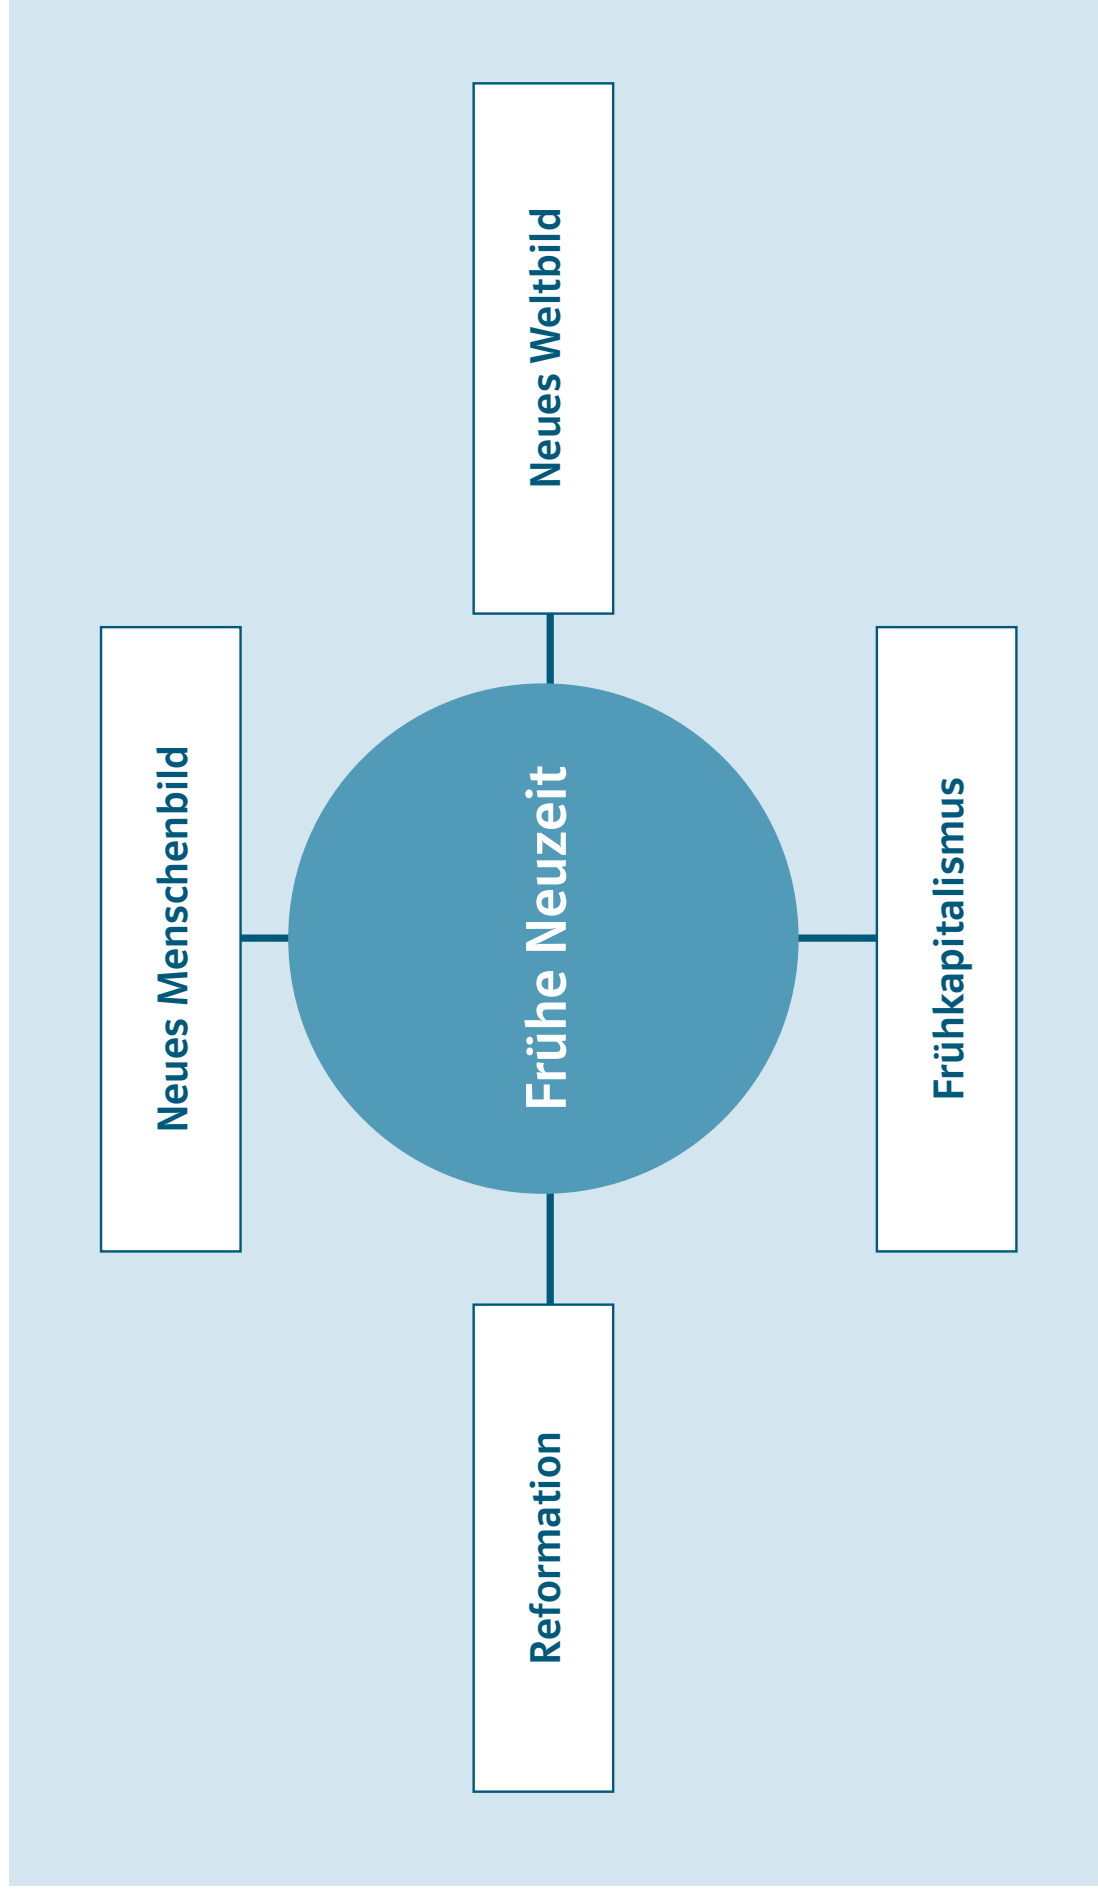 Neues Menschenbild
Reformation
Frühe Neuzeit
Neues Weltbild
Frühkapitalismus